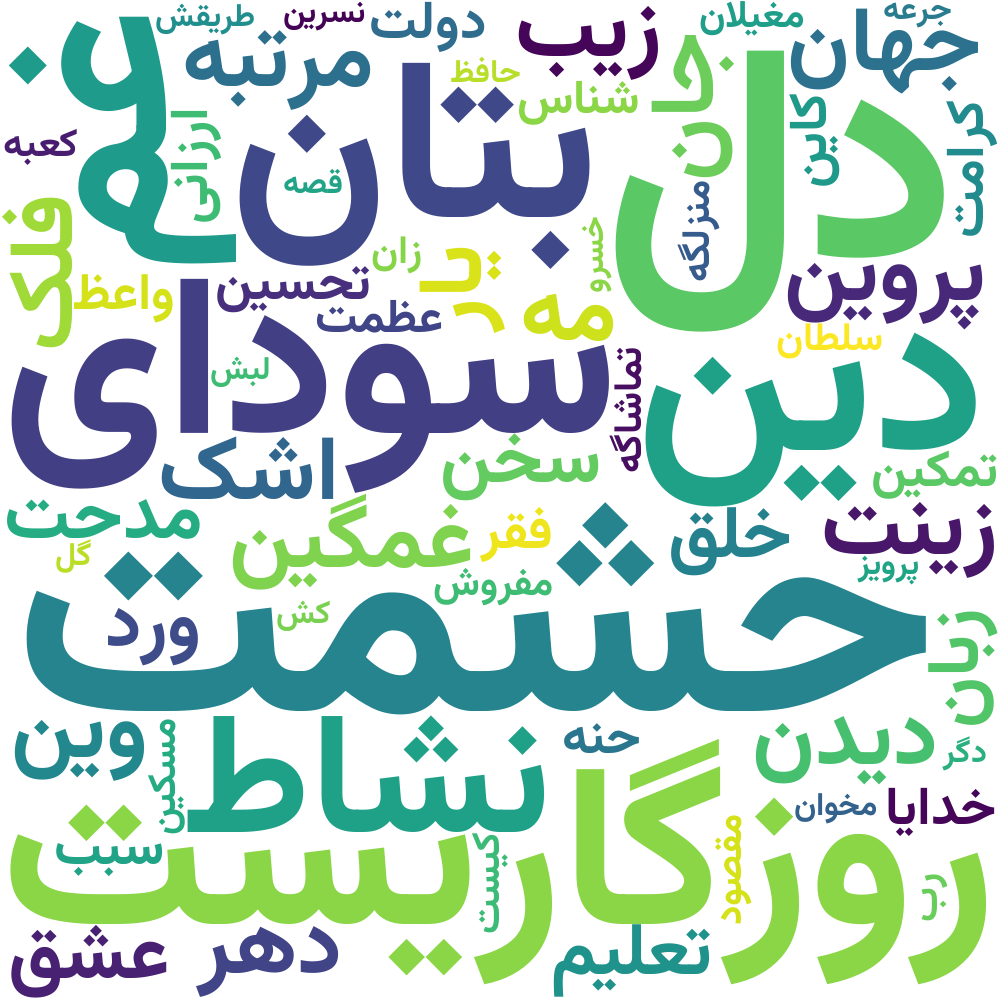 طریقش
نسرین
دولت
زیب
مغیلان
جرعه
جهان
مرتبه
حافظ
شناس
جان
کاین
کرامت
غم
ارزانی
کعبه
بتان
قصه
دل
منزلگه
خسرو
فلک
واعظ
تحسین
زان
یار
مه
پروین
عظمت
سلطان
سودای
لبش
تماشاگه
دین
اشک
سخن
تمکین
مدحت
غمگین
فقر
خلق
زینت
گل
مفروش
پرویز
حشمت
ورد
کش
زبان
وین
مسکین
نشاط
حنه
دیدن
دگر
خدایا
مخوان
روزگاریست
سبب
کیست
مقصود
رب
عشق
دهر
تعلیم